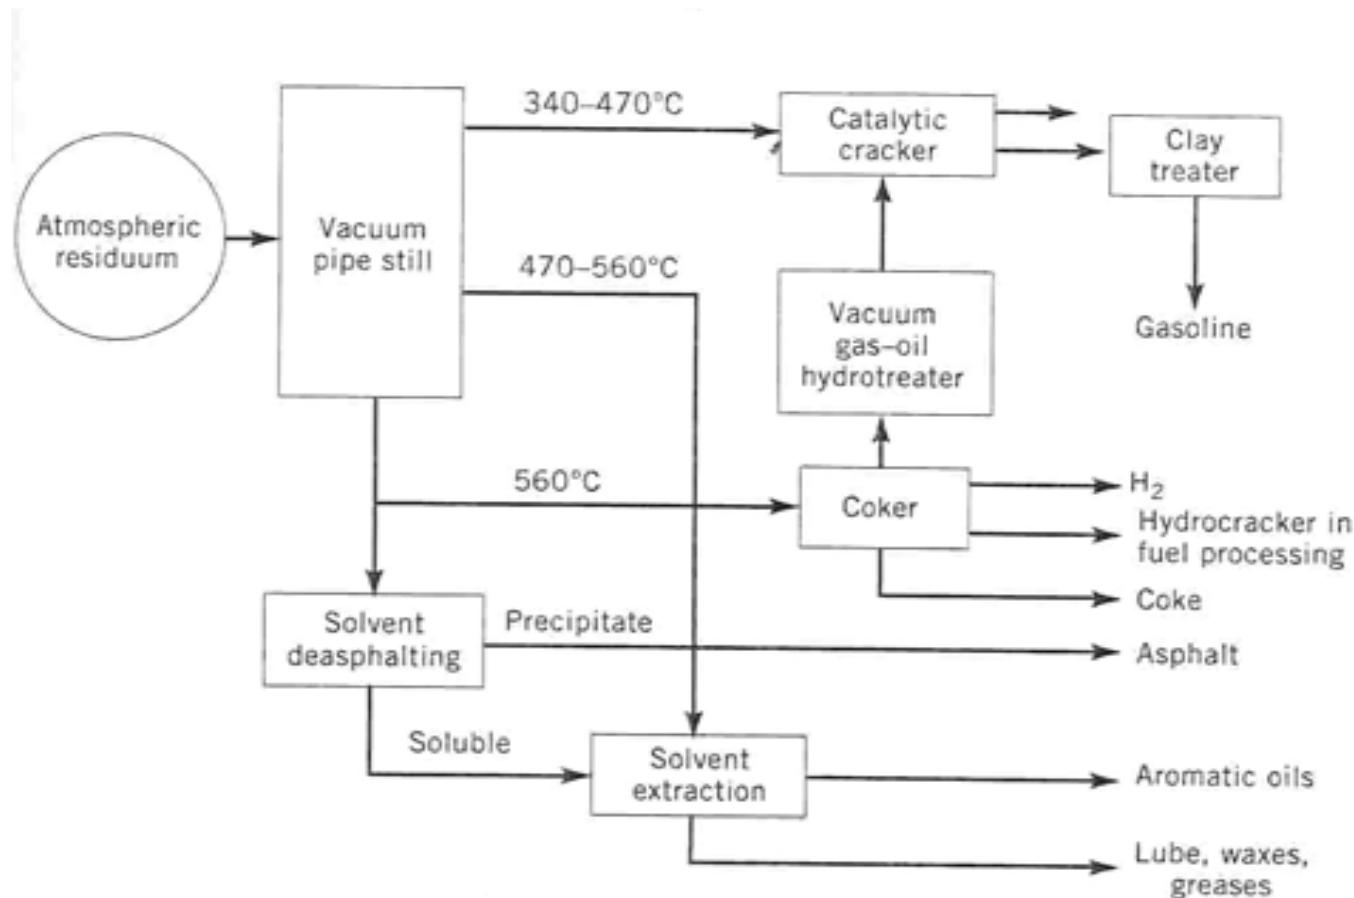 340–470°C
Catalytic
cracker
Clay
treater
Atmospheric
residuum
Vacuum
pipe still
470–560°C
Vacuum
gas–oil
hydrotreater
Gasoline
560°C
Coker
H₂
Hydrocracker in
fuel processing
Coke
Solvent
deasphalting
Precipitate
Asphalt
Soluble
Solvent
extraction
Aromatic oils
Lube, waxes,
greases